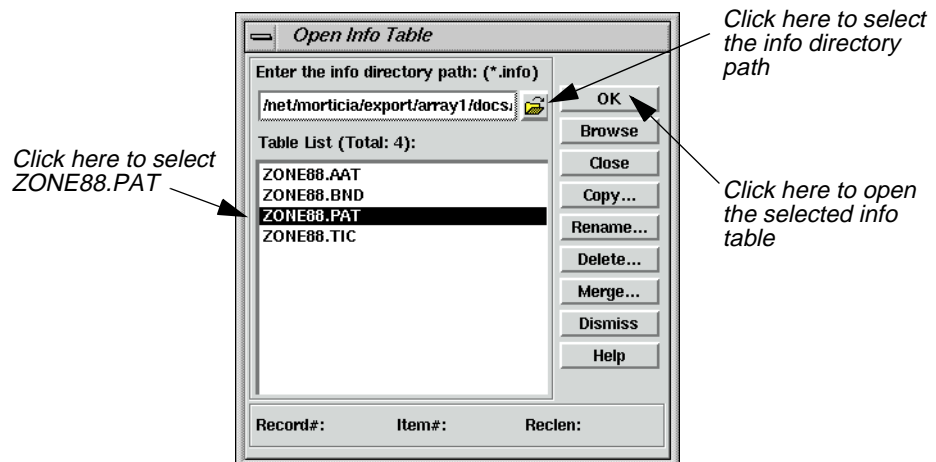 Click here to select
the info directory
path
Open Info Table
Enter the info directory path: (*.info)
/net/morticia/export/array1/docs
OK
Browse
Table List (Total: 4):
Close
Click here to select
ZONE88.PAT
ZONE88.AAT
ZONE88.BND
ZONE88.PAT
ZONE88.TIC
Copy...
Rename...
Delete...
Merge...
Dismiss
Help
Click here to open
the selected info
table
Record#: Item#: Reclen: